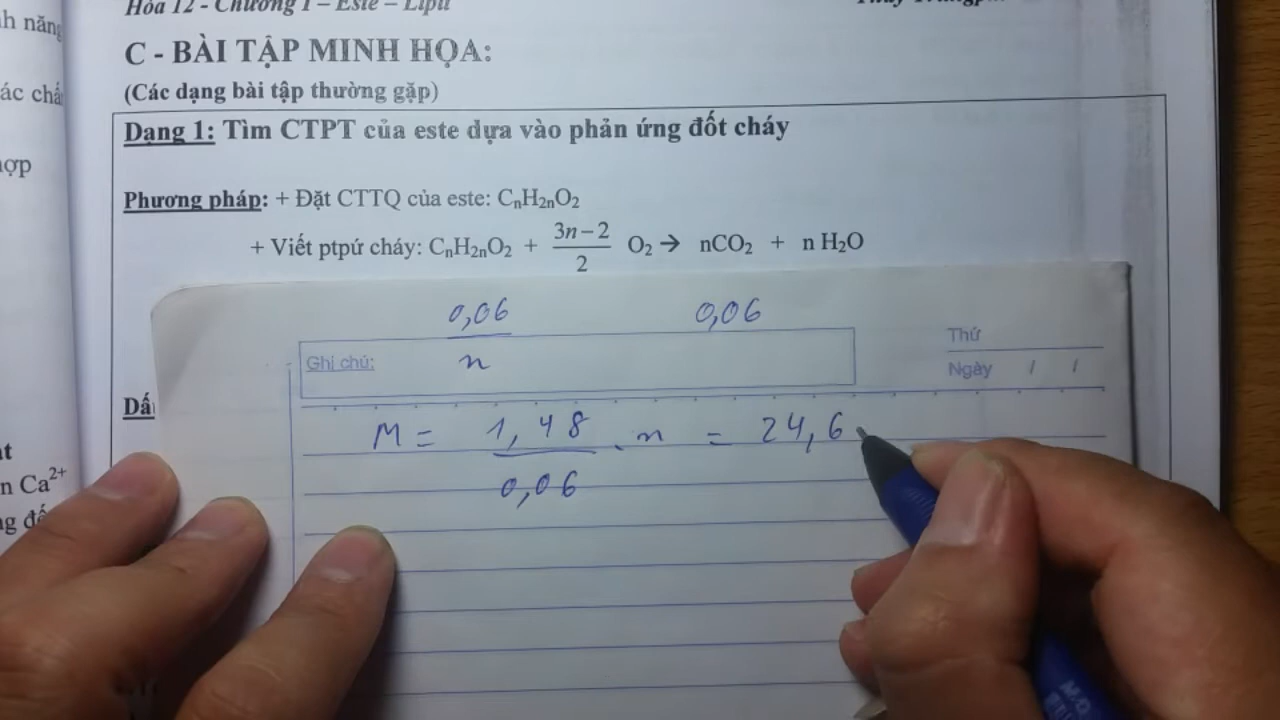 Hóa 12 - Chương 1 – Este – Lipit
C - BÀI TẬP MINH HỌA:
(Các dạng bài tập thường gặp)
Dạng 1: Tìm CTPT của este dựa vào phản ứng đốt cháy
Phương pháp: + Đặt CTTQ của este: CₙH₂ₙO₂
+ Viết ptpứ cháy: CₙH₂ₙO₂ + (3n – 2)/2 O₂ → nCO₂ + n H₂O
0,06/n 0,06
Ghi chú:
Thứ
Ngày / /
M = 1,48/0,06 . n = 24,6
n Ca²⁺